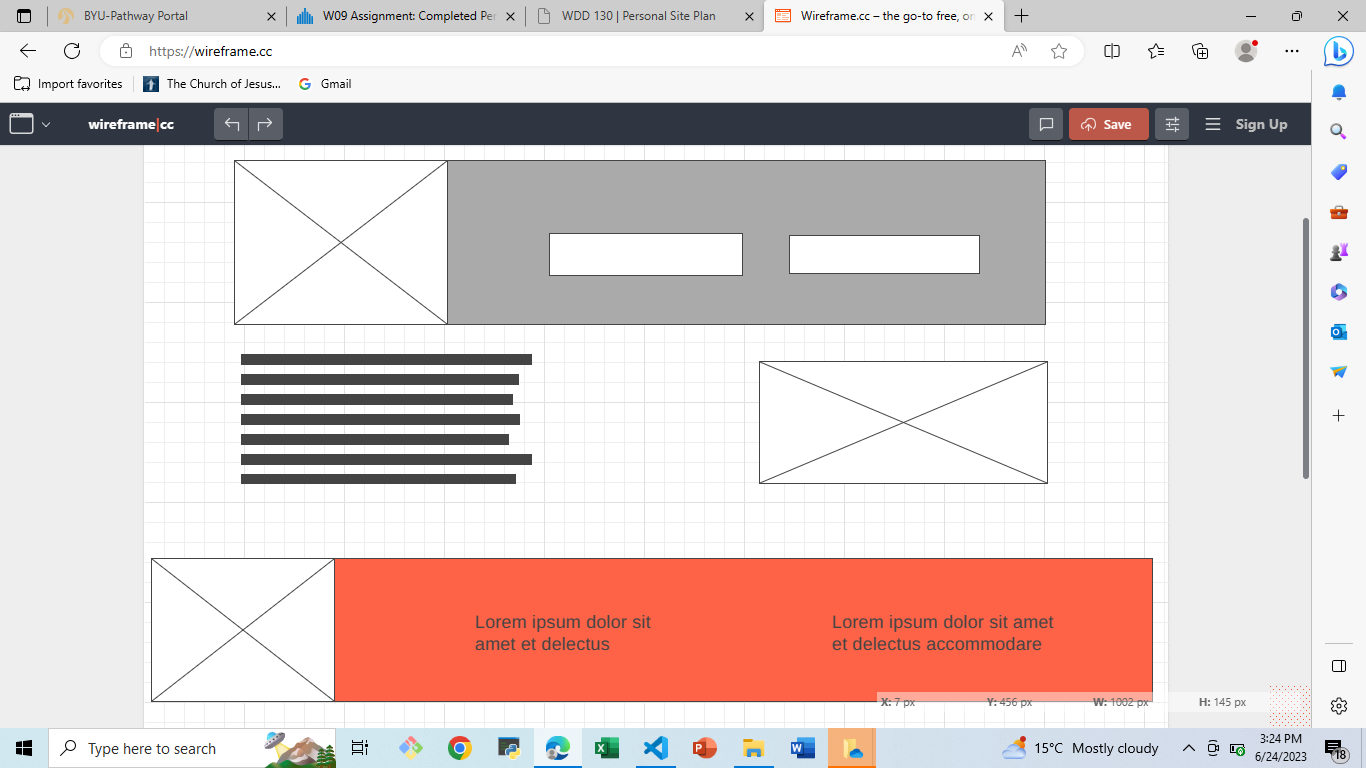 BYU-Pathway Portal
W09 Assignment: Completed Per
WDD 130 | Personal Site Plan
Wireframe.cc – the go-to free, on
https://wireframe.cc
Import favorites
The Church of Jesus...
Gmail
wireframe|cc
Save
Sign Up
Lorem ipsum dolor sit
amet et delectus
Lorem ipsum dolor sit amet
et delectus accommodare
X: 7 px
Y: 456 px
W: 1002 px
H: 145 px
Type here to search
15°C Mostly cloudy
3:24 PM
6/24/2023
18